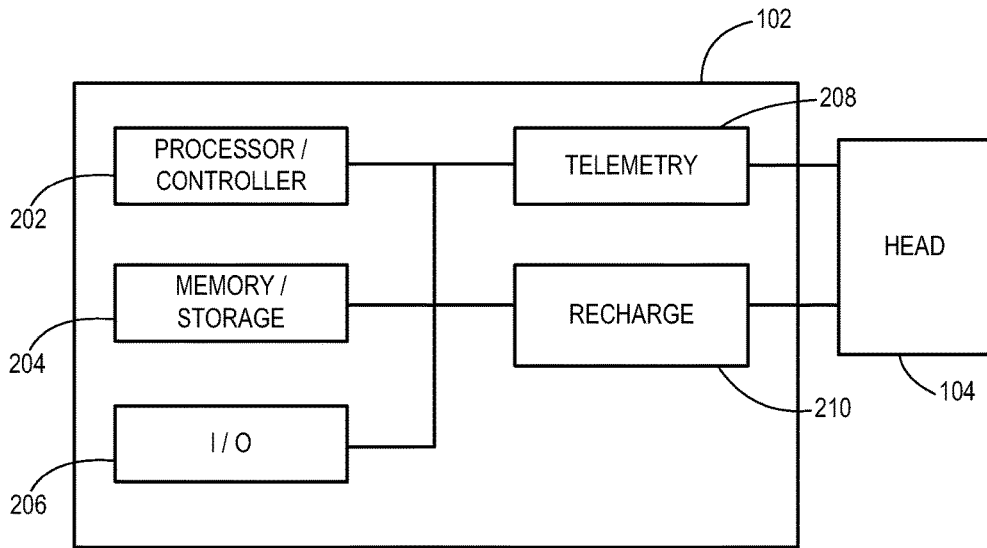 102
208
PROCESSOR /
CONTROLLER
TELEMETRY
202
HEAD
MEMORY /
STORAGE
RECHARGE
204
210
104
I / O
206